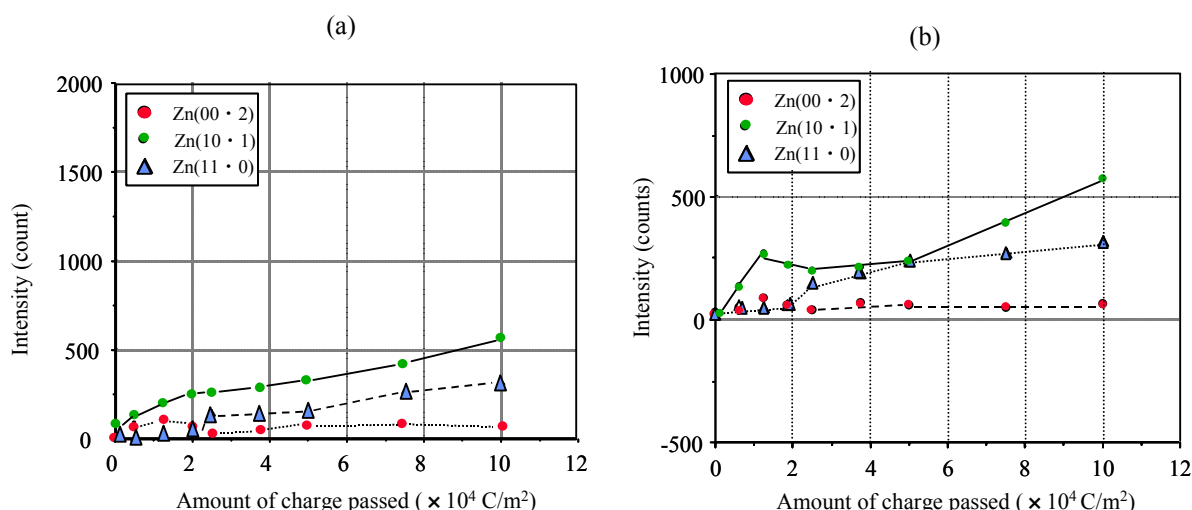 (a)
2000
1500
1000
500
0
Intensity (count)
Zn(00・2)
Zn(10・1)
Zn(11・0)
0 2 4 6 8 10 12
Amount of charge passed ( × 10⁴ C/m²)
(b)
1000
500
0
-500
Intensity (counts)
Zn(00・2)
Zn(10・1)
Zn(11・0)
0 2 4 6 8 10 12
Amount of charge passed ( × 10⁴ C/m²)